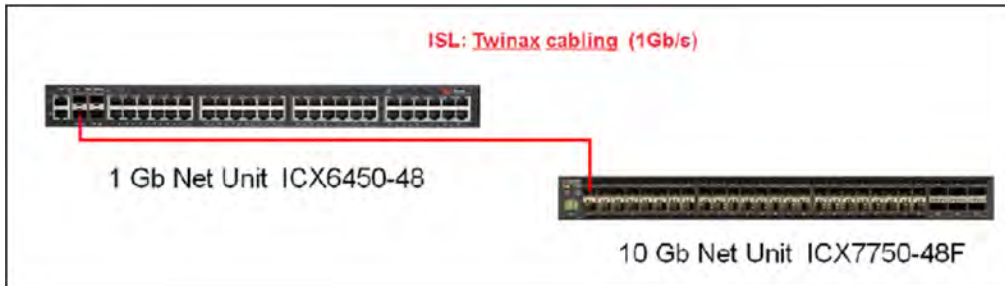 ISL: Twinax cabling (1Gb/s)
1 Gb Net Unit ICX6450-48
10 Gb Net Unit ICX7750-48F